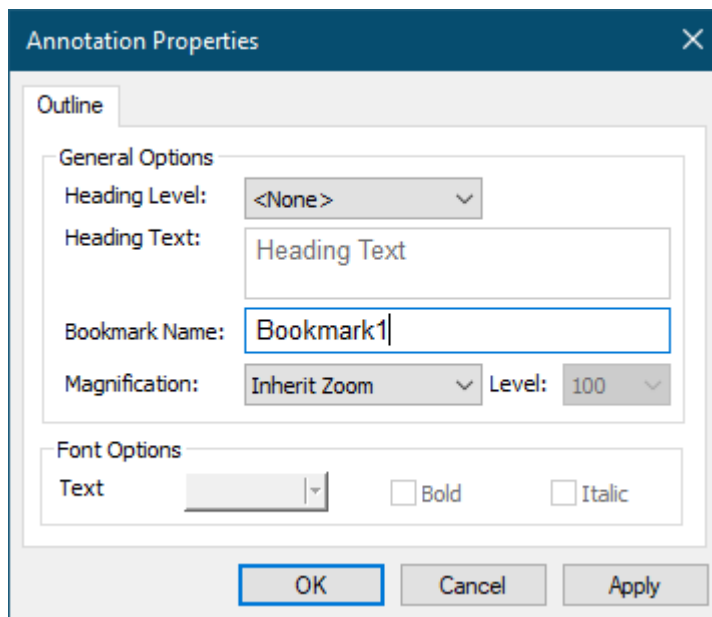 Annotation Properties
Outline
General Options
Heading Level: <None>
Heading Text: Heading Text
Bookmark Name: Bookmark1
Magnification: Inherit Zoom Level: 100
Font Options
Text Bold Italic
OK Cancel Apply